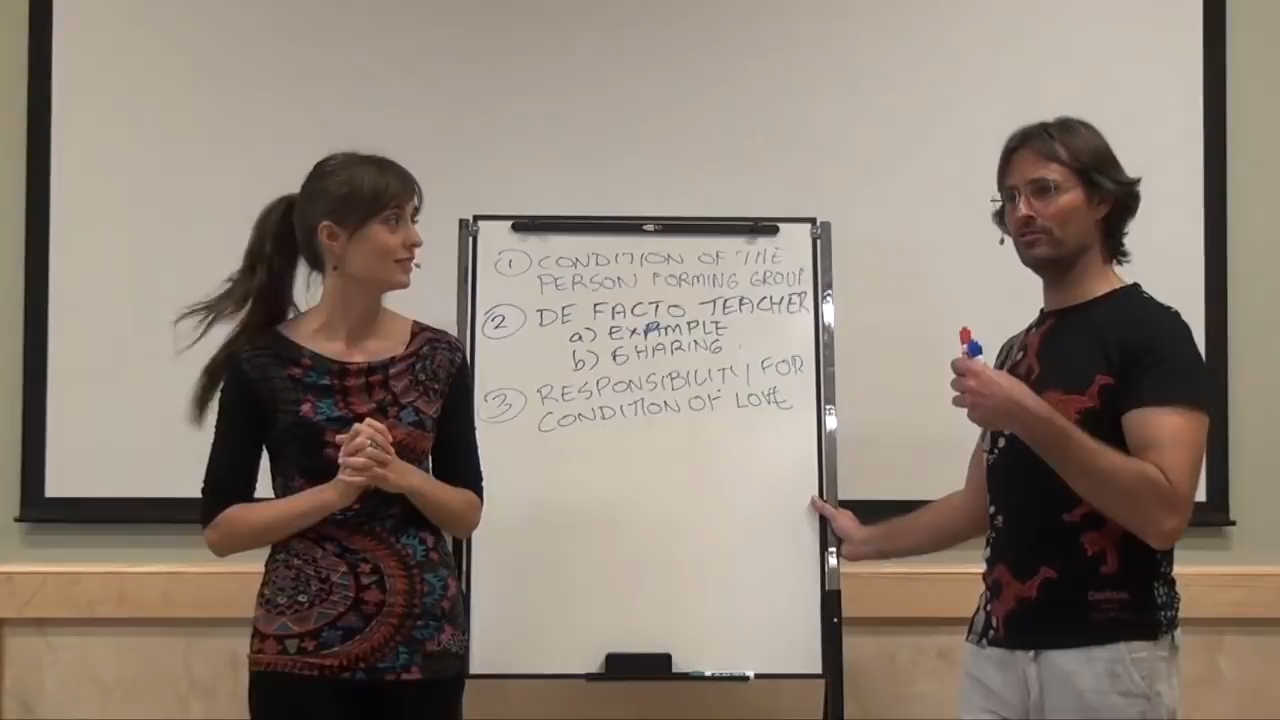 ① CONDITION OF THE
PERSON FORMING GROUP
② DE FACTO TEACHER
a) EXAMPLE
b) SHARING
③ RESPONSIBILITY FOR
CONDITION OF LOVE